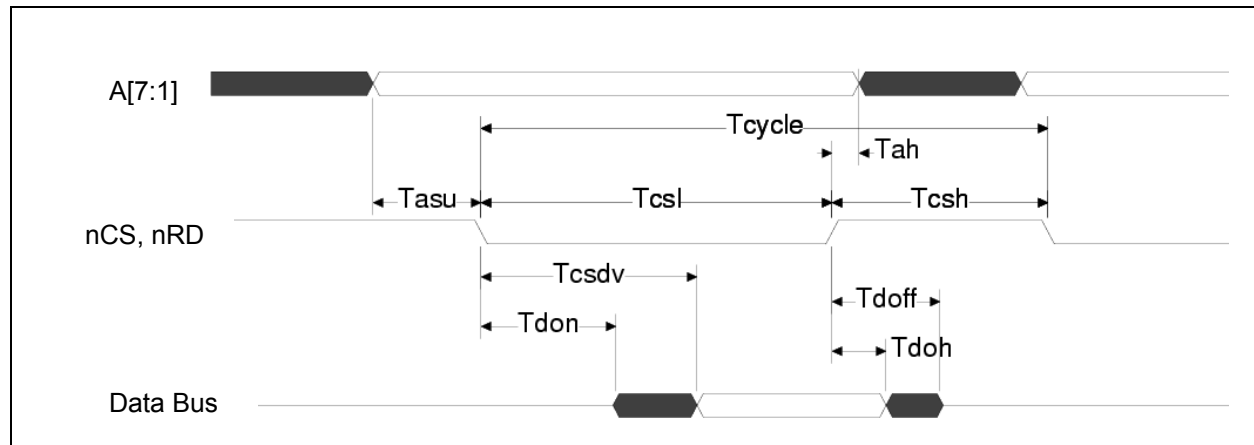 A[7:1]
Tcycle
Tah
Tasu
Tcsl
Tcsh
nCS, nRD
Tcsdv
Tdoff
Tdon
Tdoh
Data Bus